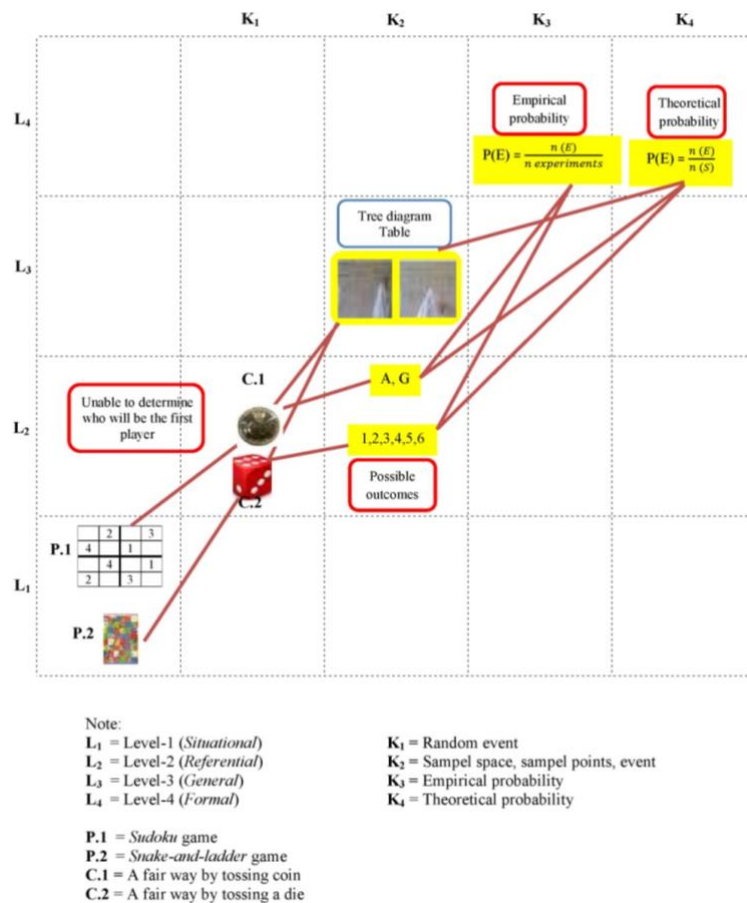 K₁ K₂ K₃ K₄
L₄
Empirical
probability
P(E) = n (E) / n experiments
Theoretical
probability
P(E) = n (E) / n (S)
L₃
Tree diagram
Table
L₂
Unable to determine
who will be the first
player
C.1
A, G
1,2,3,4,5,6
Possible
outcomes
C.2
L₁
P.1
2 3
4 1
4 1
2 3
P.2
Note:
L₁ = Level-1 (Situational)
L₂ = Level-2 (Referential)
L₃ = Level-3 (General)
L₄ = Level-4 (Formal)
K₁ = Random event
K₂ = Sampel space, sampel points, event
K₃ = Empirical probability
K₄ = Theoretical probability
P.1 = Sudoku game
P.2 = Snake-and-ladder game
C.1 = A fair way by tossing coin
C.2 = A fair way by tossing a die